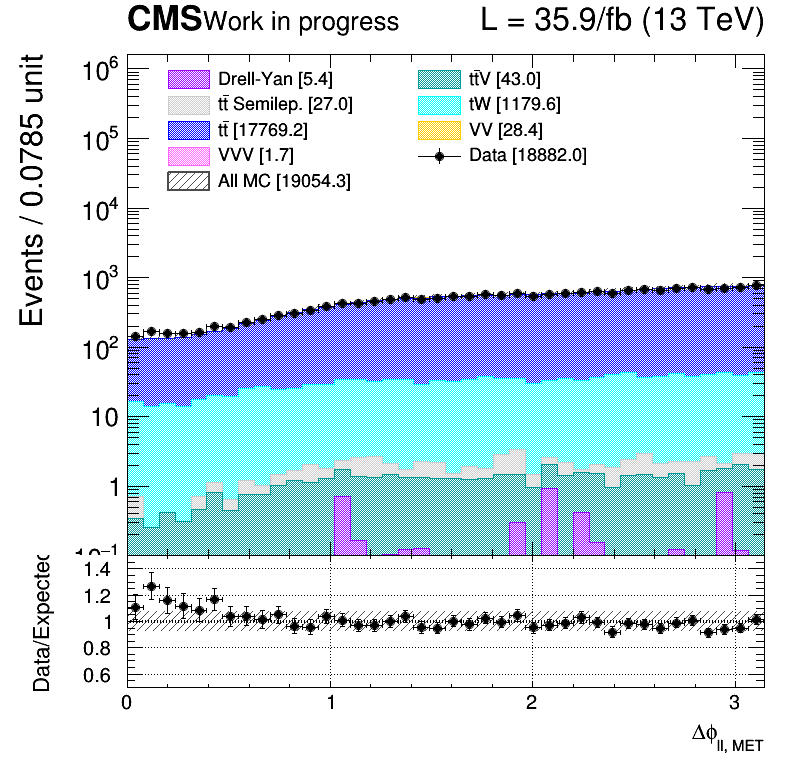 CMS Work in progress L = 35.9/fb (13 TeV)
Events / 0.0785 unit
10⁶
10⁵
10⁴
10³
10²
10
1
10⁻¹
Drell-Yan [5.4]
tt̄ Semilep. [27.0]
tt̄ [17769.2]
VVV [1.7]
All MC [19054.3]
tt̄V [43.0]
tW [1179.6]
VV [28.4]
Data [18882.0]
Data/Expected
1.4
1.2
1
0.8
0.6
0 1 2 3
Δϕll, MET